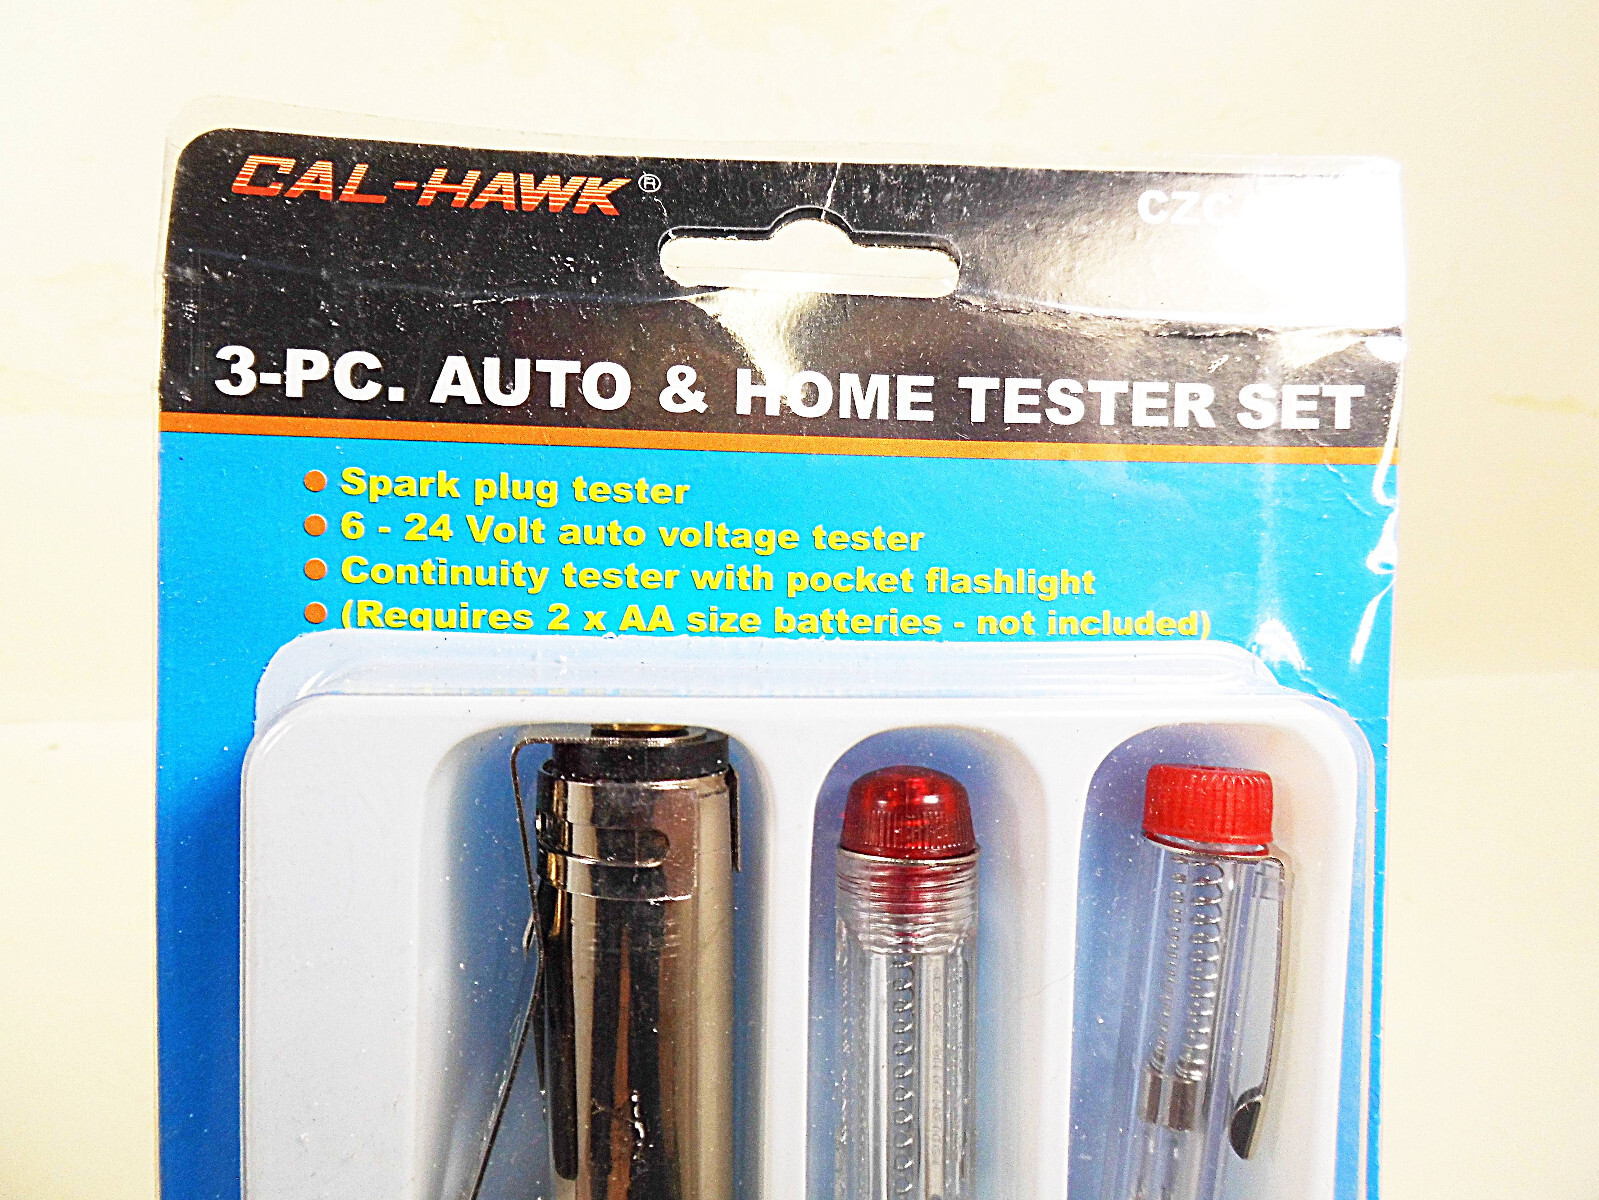 CAL-HAWK®
3-PC. AUTO & HOME TESTER SET
Spark plug tester
6 - 24 Volt auto voltage tester
Continuity tester with pocket flashlight
(Requires 2 x AA size batteries - not included)